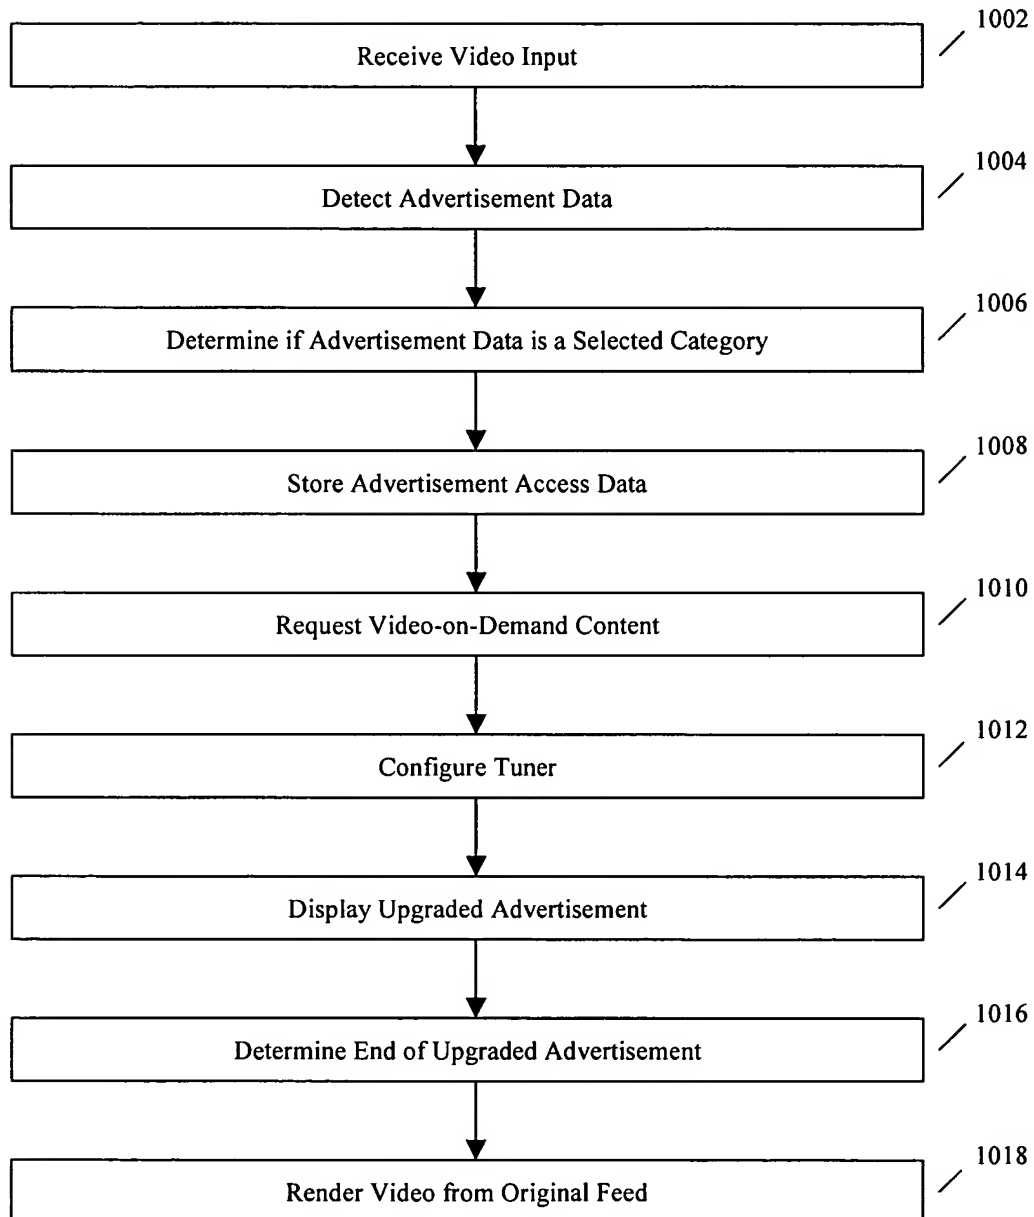 1002
Receive Video Input
1004
Detect Advertisement Data
1006
Determine if Advertisement Data is a Selected Category
1008
Store Advertisement Access Data
1010
Request Video-on-Demand Content
1012
Configure Tuner
1014
Display Upgraded Advertisement
1016
Determine End of Upgraded Advertisement
1018
Render Video from Original Feed